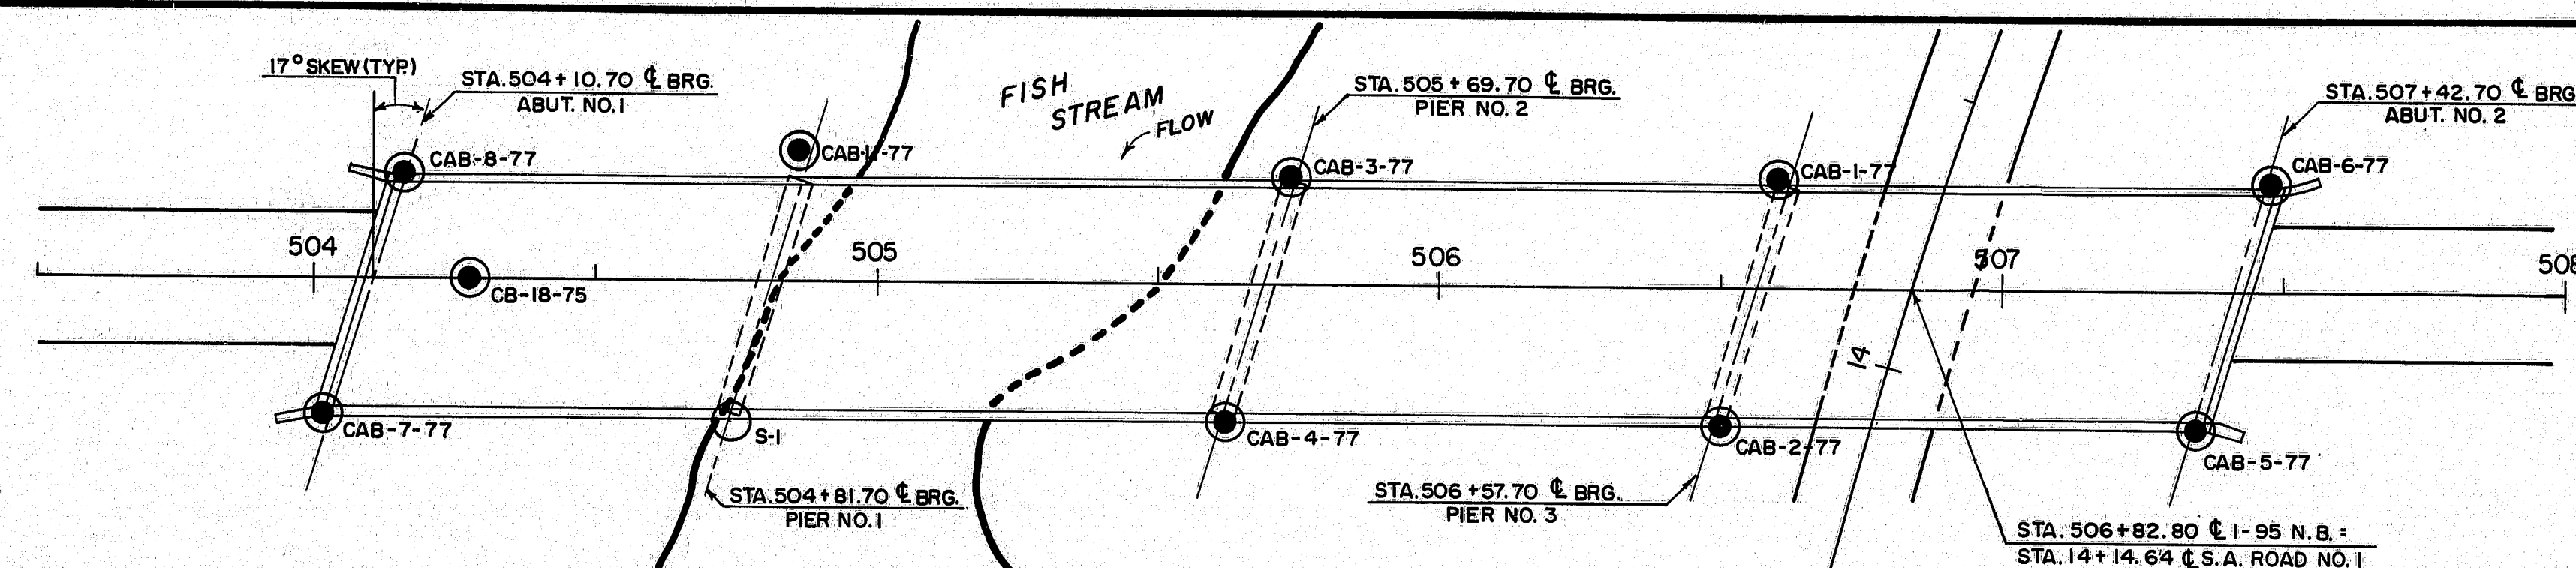 17° SKEW (TYP.)
STA. 504 + 10.70 ℄ BRG.
ABUT. NO. 1
FISH
STREAM
FLOW
STA. 505 + 69.70 ℄ BRG.
PIER NO. 2
STA. 507 + 42.70 ℄ BRG
ABUT. NO. 2
CAB-8-77
CAB-11-77
CAB-3-77
CAB-1-77
CAB-6-77
504
505
506
507
508
CB-18-75
14
CAB-7-77
S-1
CAB-4-77
CAB-2-77
CAB-5-77
STA. 504 + 81.70 ℄ BRG.
PIER NO. 1
STA. 506 + 57.70 ℄ BRG.
PIER NO. 3
STA. 506 + 82.80 ℄ I-95 N.B. =
STA. 14 + 14.64 ℄ S.A. ROAD NO. 1